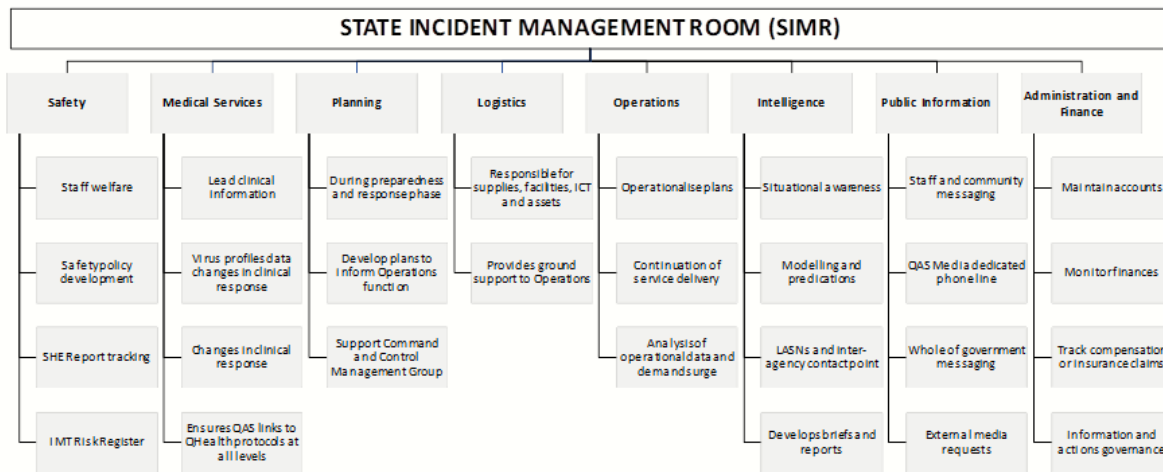 STATE INCIDENT MANAGEMENT ROOM (SIMR)
Safety
Staff welfare
Safety policy
development
SHE Report tracking
IMT Risk Register
Medical Services
Lead clinical
Information
Virus profiles data
changes in clinical
response
Changes in clinical
response
Ensures QAS links to
QHealth protocols at
all levels
Planning
During preparedness
and response phase
Develop plans to
inform Operations
function
Support Command
and Control
Management Group
Logistics
Responsible for
supplies, facilities, ICT
and assets
Provides ground
support to Operations
Operations
Operationalise plans
Continuation of
service delivery
Analysis of
operational data and
demand surge
Intelligence
Situational awareness
Modelling and
predications
LASNs and inter-
agency contact point
Develops briefs and
reports
Public Information
Staff and community
messaging
QAS Media dedicated
phone line
Whole of government
messaging
External media
requests
Administration and
Finance
Maintain accounts
Monitor finances
Track compensation
or insurance claims
Information and
actions governance